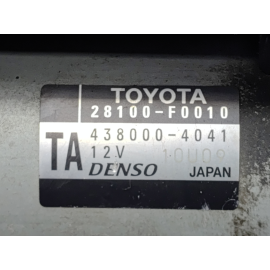 TOYOTA
28100-F0010
438000-4041
TA 12V
DENSO JAPAN